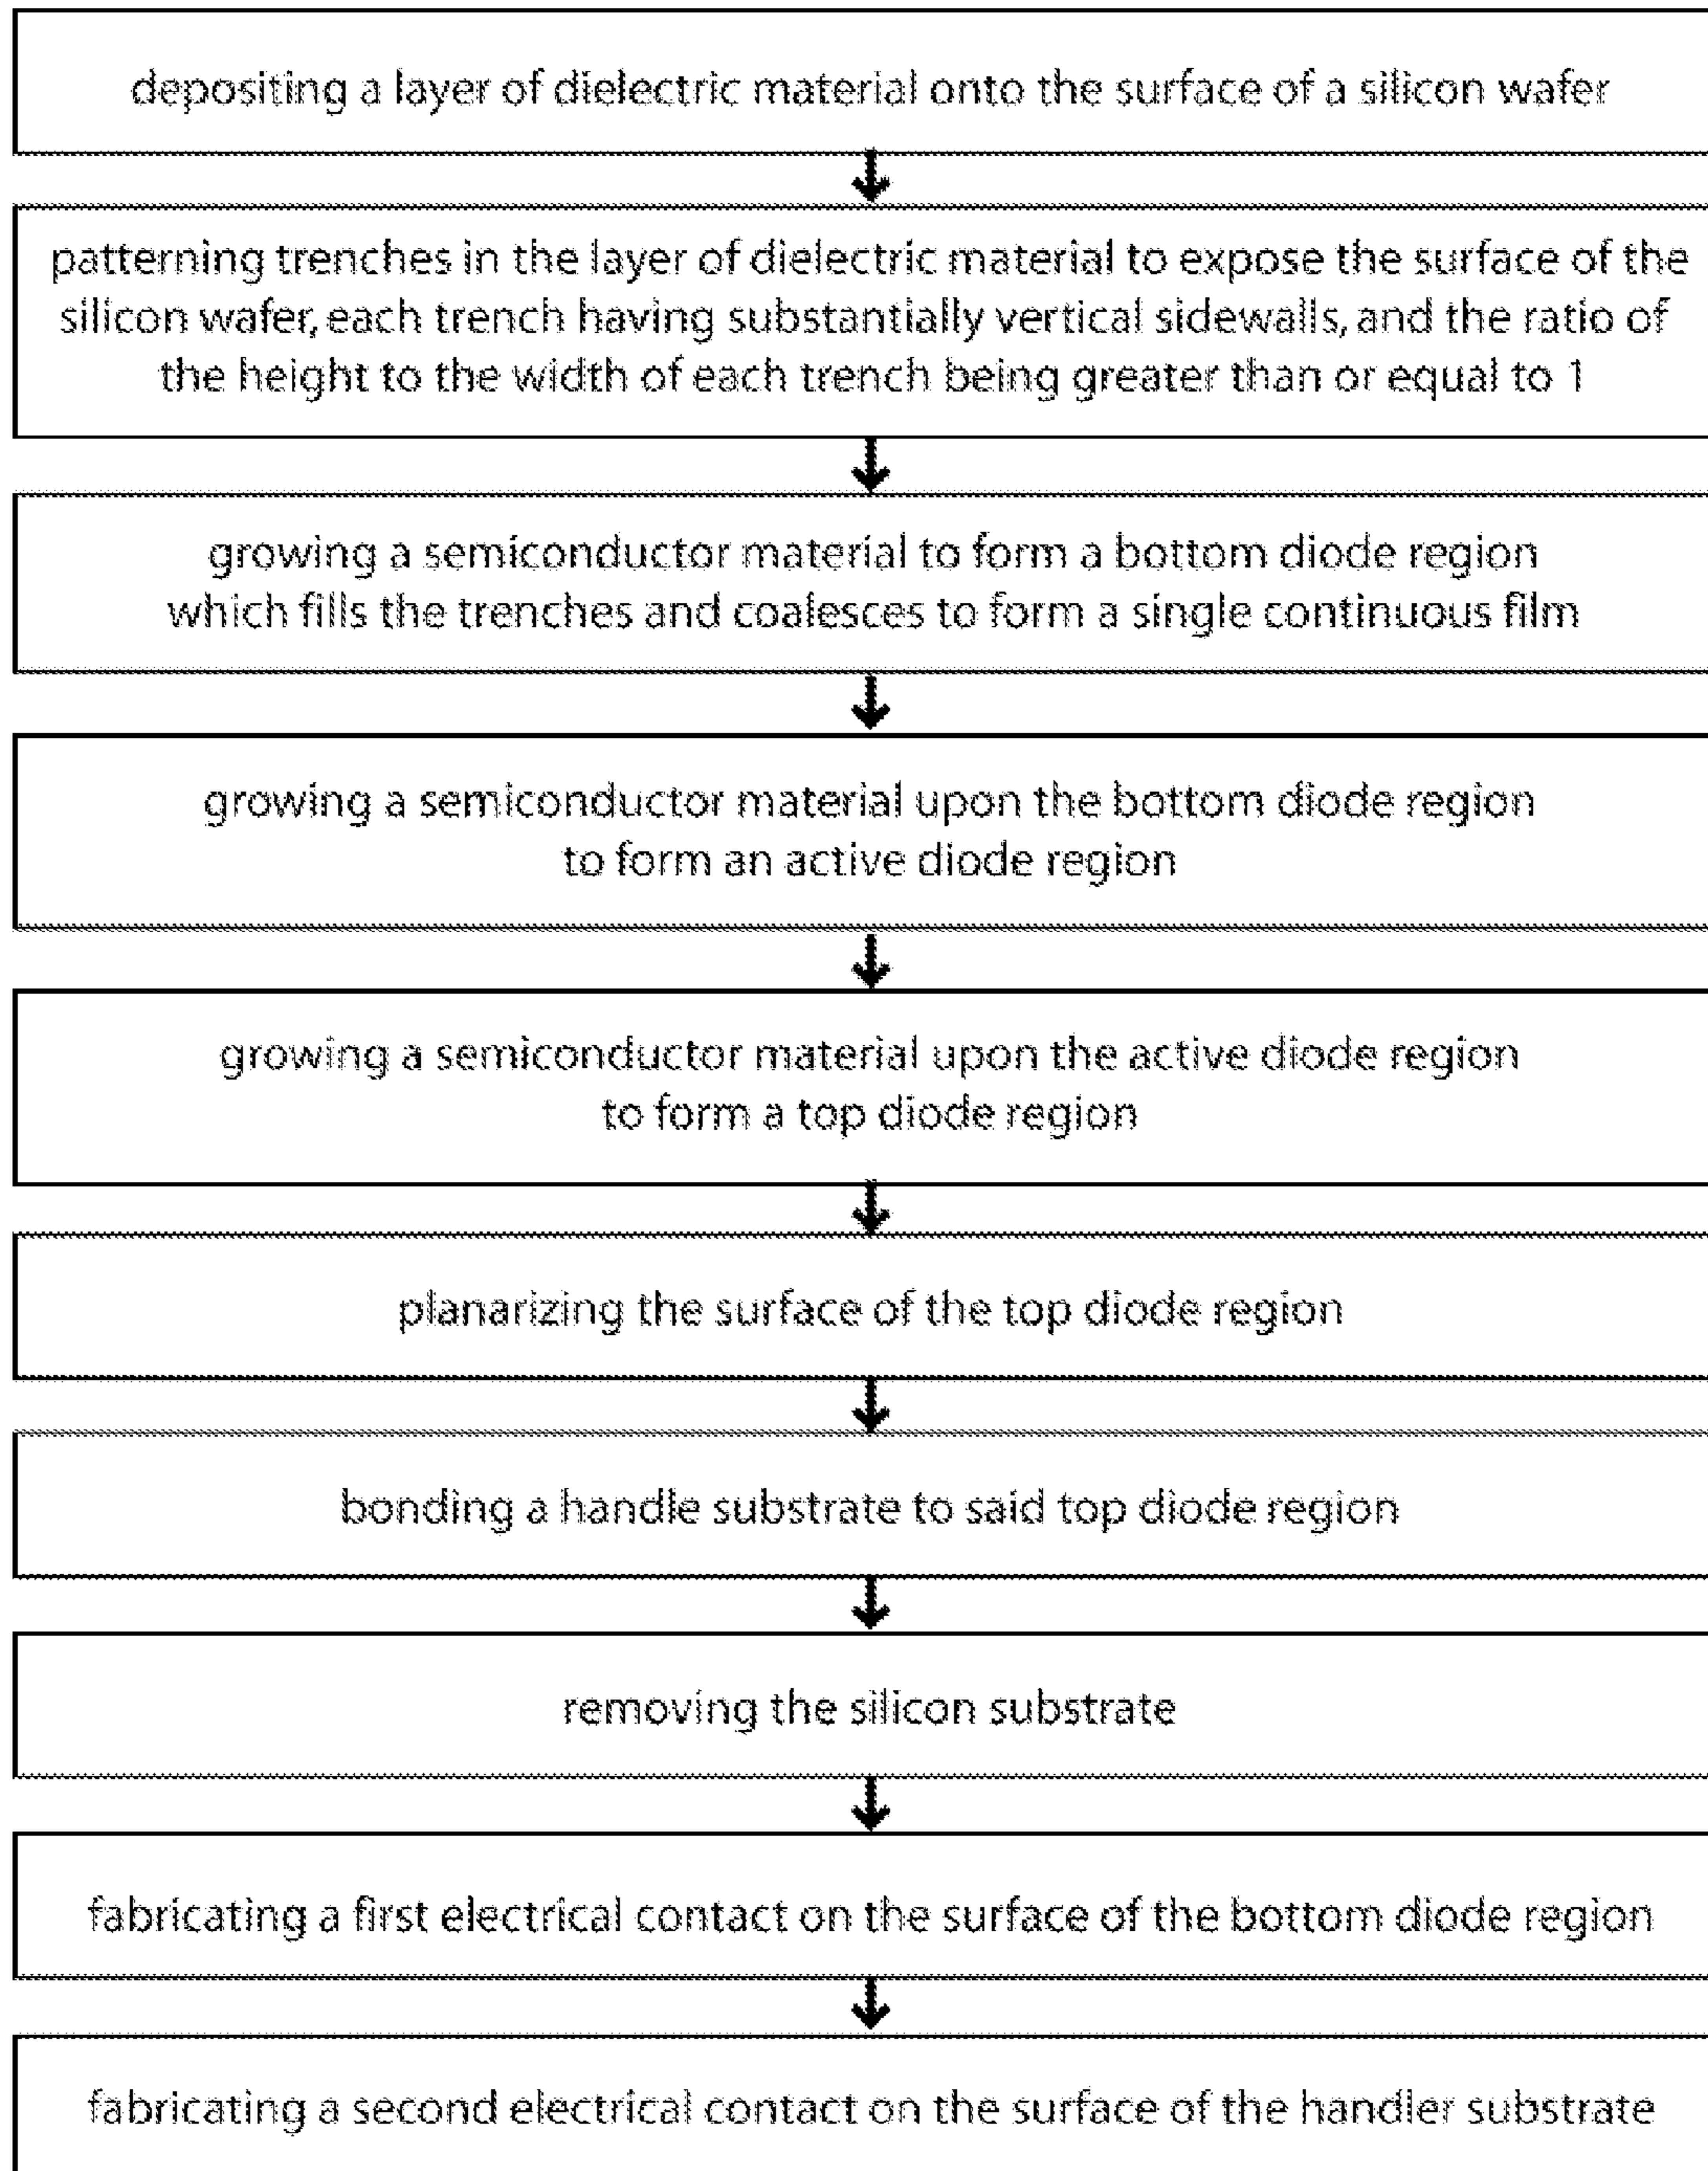 depositing a layer of dielectric material onto the surface of a silicon wafer
patterning trenches in the layer of dielectric material to expose the surface of the
silicon wafer, each trench having substantially vertical sidewalls, and the ratio of
the height to the width of each trench being greater than or equal to 1
growing a semiconductor material to form a bottom diode region
which fills the trenches and coalesces to form a single continuous film
growing a semiconductor material upon the bottom diode region
to form an active diode region
growing a semiconductor material upon the active diode region
to form a top diode region
planarizing the surface of the top diode region
bonding a handle substrate to said top diode region
removing the silicon substrate
fabricating a first electrical contact on the surface of the bottom diode region
fabricating a second electrical contact on the surface of the handler substrate